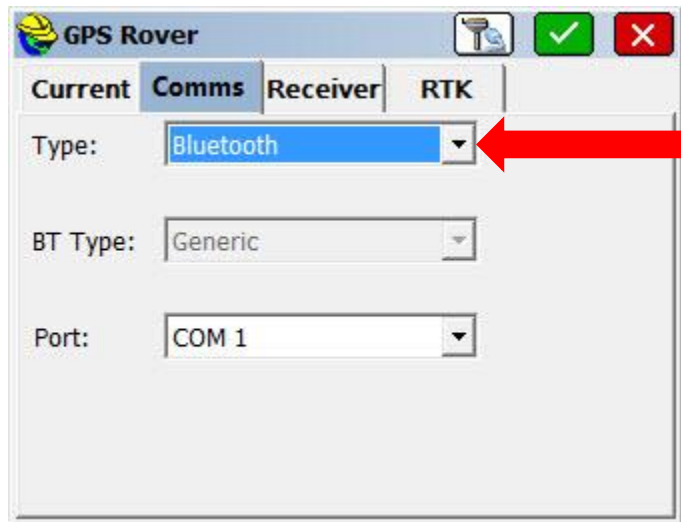 GPS Rover
Current Comms Receiver RTK
Type: Bluetooth
BT Type: Generic
Port: COM 1